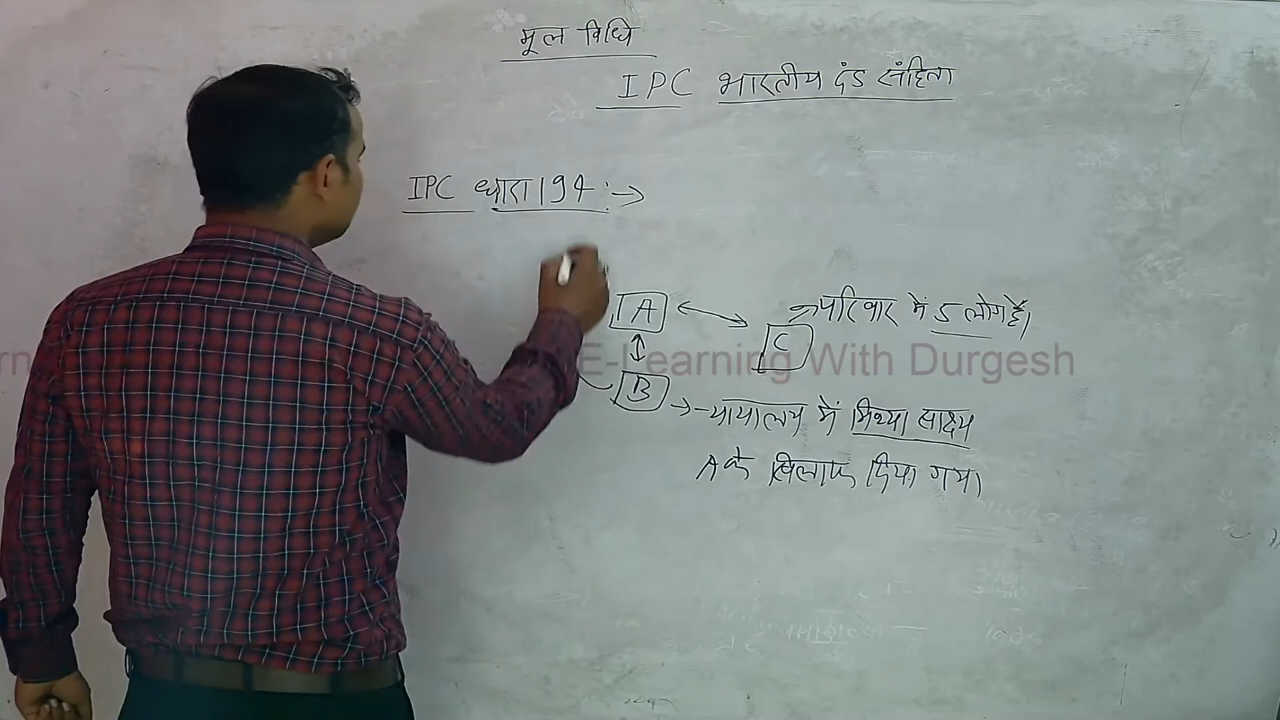 मूल विधि
IPC भारतीय दंड संहिता
IPC धारा 194 :→
A ↔ C → परिवार में 5 लोग हैं।
E-Learning With Durgesh
B → न्यायालय में मिथ्या साक्ष्य
A के खिलाफ दिया गया।